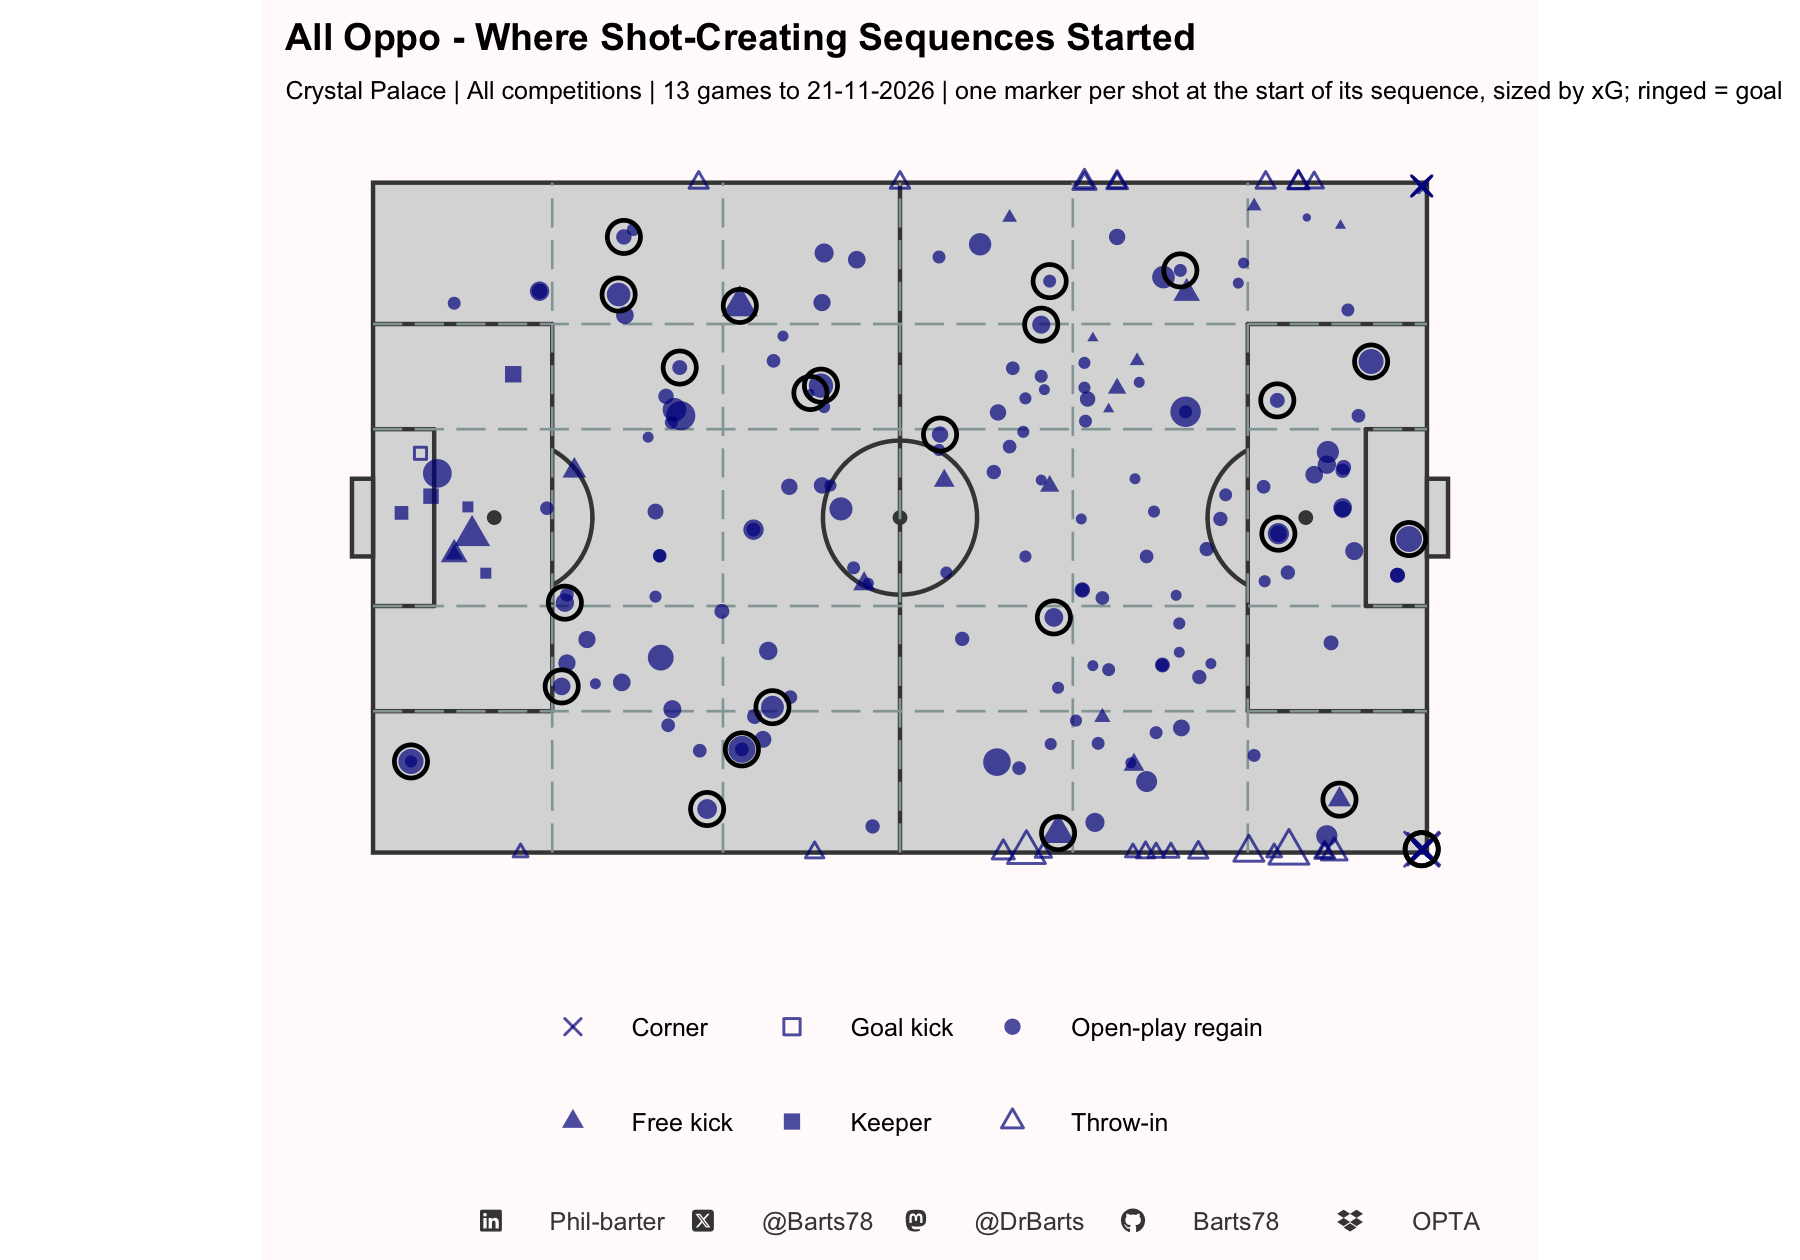 All Oppo - Where Shot-Creating Sequences Started
Crystal Palace | All competitions | 13 games to 21-11-2026 | one marker per shot at the start of its sequence, sized by xG; ringed = goal
Corner
Goal kick
Open-play regain
Free kick
Keeper
Throw-in
Phil-barter
@Barts78
@DrBarts
Barts78
OPTA